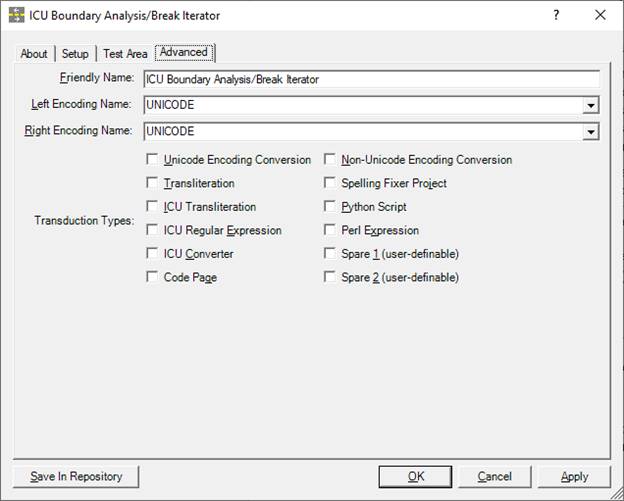 ICU Boundary Analysis/Break Iterator ?
About Setup Test Area Advanced
Friendly Name: ICU Boundary Analysis/Break Iterator
Left Encoding Name: UNICODE
Right Encoding Name: UNICODE
Unicode Encoding Conversion Non-Unicode Encoding Conversion
Transliteration Spelling Fixer Project
ICU Transliteration Python Script
Transduction Types:
ICU Regular Expression Perl Expression
ICU Converter Spare 1 (user-definable)
Code Page Spare 2 (user-definable)
Save In Repository OK Cancel Apply